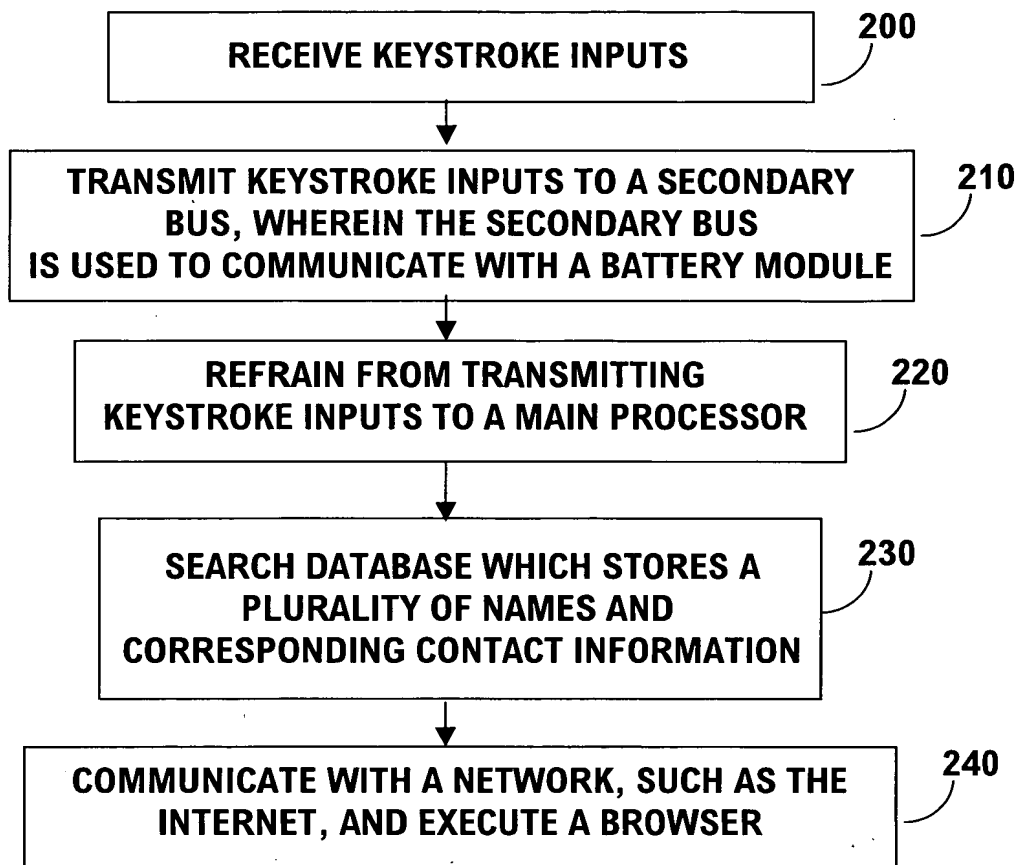 200
RECEIVE KEYSTROKE INPUTS
210
TRANSMIT KEYSTROKE INPUTS TO A SECONDARY
BUS, WHEREIN THE SECONDARY BUS
IS USED TO COMMUNICATE WITH A BATTERY MODULE
220
REFRAIN FROM TRANSMITTING
KEYSTROKE INPUTS TO A MAIN PROCESSOR
230
SEARCH DATABASE WHICH STORES A
PLURALITY OF NAMES AND
CORRESPONDING CONTACT INFORMATION
240
COMMUNICATE WITH A NETWORK, SUCH AS THE
INTERNET, AND EXECUTE A BROWSER